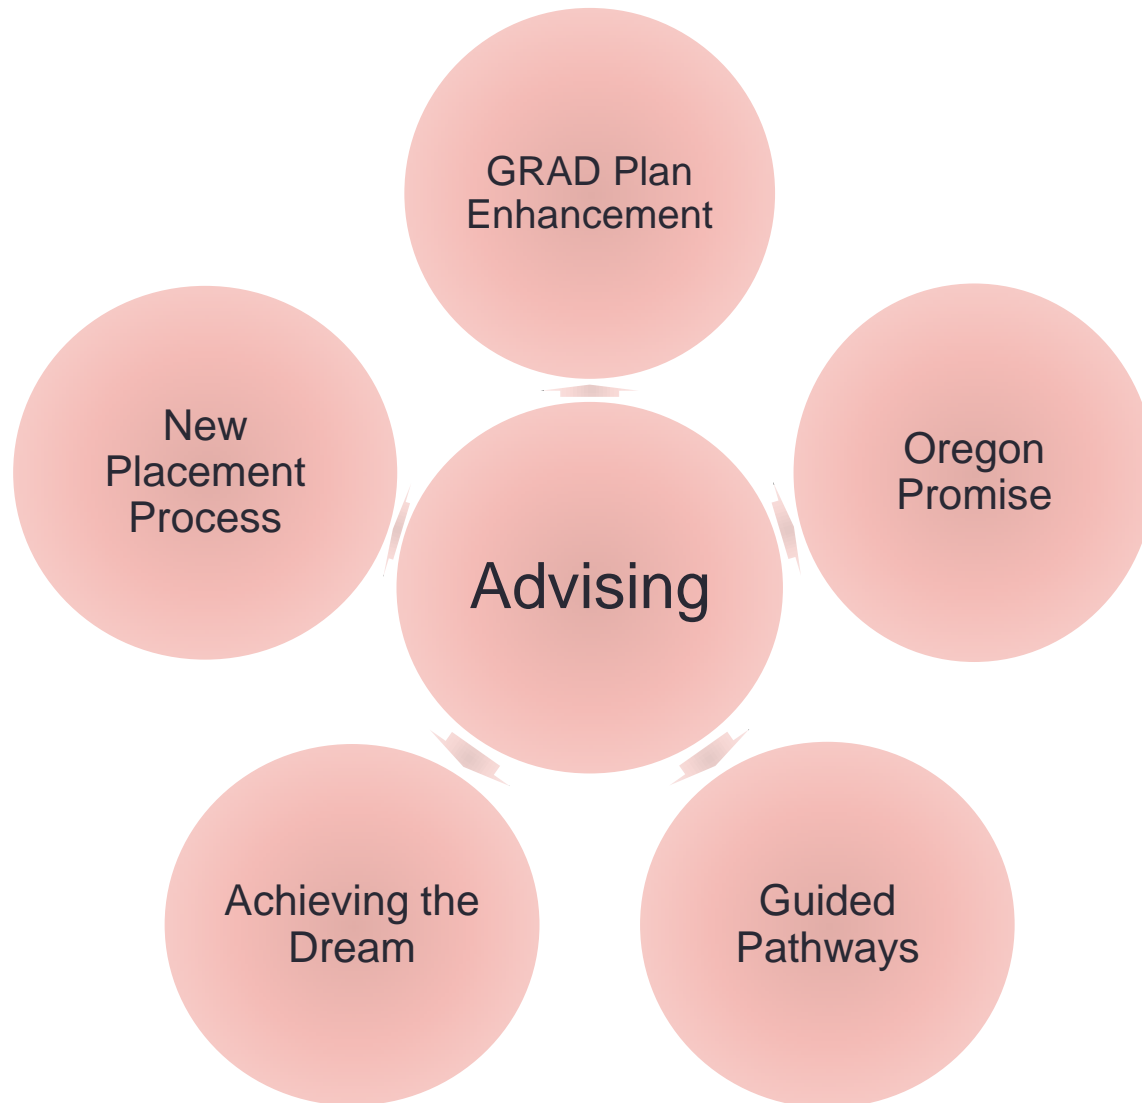 GRAD Plan
Enhancement
New
Placement
Process
Oregon
Promise
Advising
Achieving the
Dream
Guided
Pathways